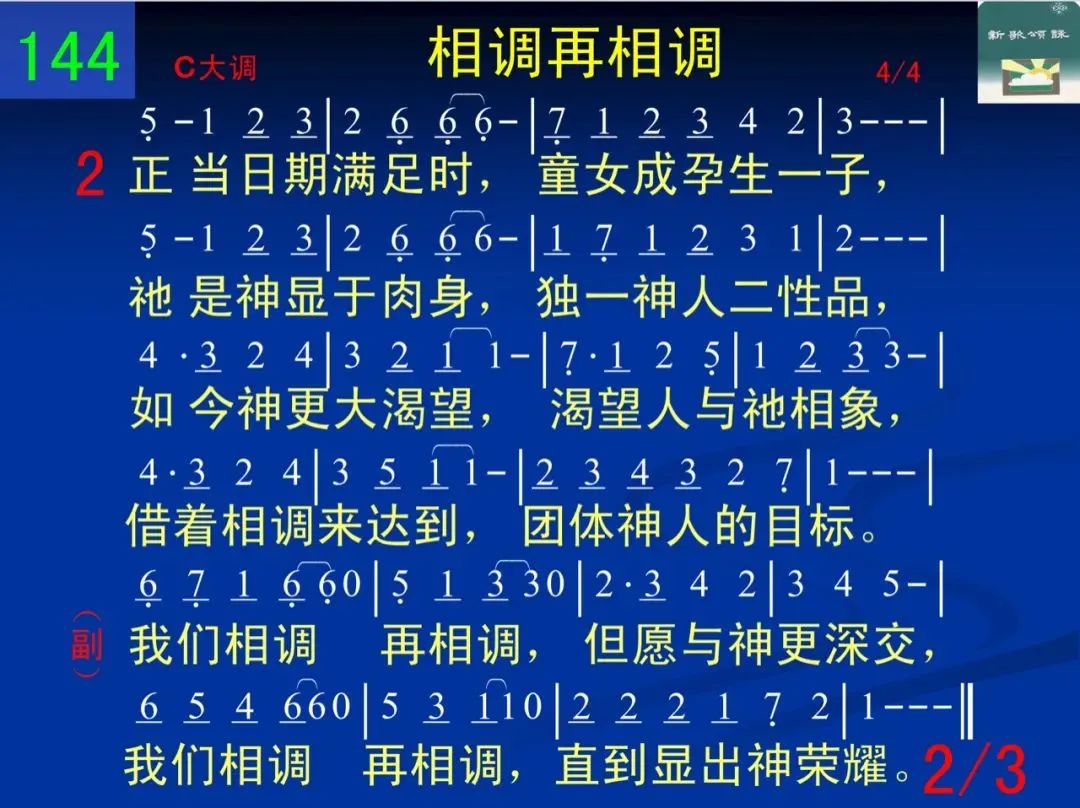 144 C大调 相调再相调 4/4 新歌颂咏
5 -1 2 3|2 6 6 6-|7 1 2 3 4 2|3---|
2 正 当日期满足时， 童女成孕生一子，
5 -1 2 3|2 6 6 6-|1 7 1 2 3 1|2---|
祂 是神显于肉身， 独一神人二性品，
4 ·3 2 4|3 2 1 1-|7·1 2 5|1 2 3 3-|
如 今神更大渴望， 渴望人与祂相象，
4·3 2 4|3 5 1 1-|2 3 4 3 2 7|1---|
借着相调来达到， 团体神人的目标。
6 7 1 6 60|5 1 3 30|2·3 4 2|3 4 5-|
（副） 我们相调 再相调， 但愿与神更深交，
6 5 4 660|5 3 110|2 2 2 1 7 2|1---‖
我们相调 再相调，直到显出神荣耀。 2/3